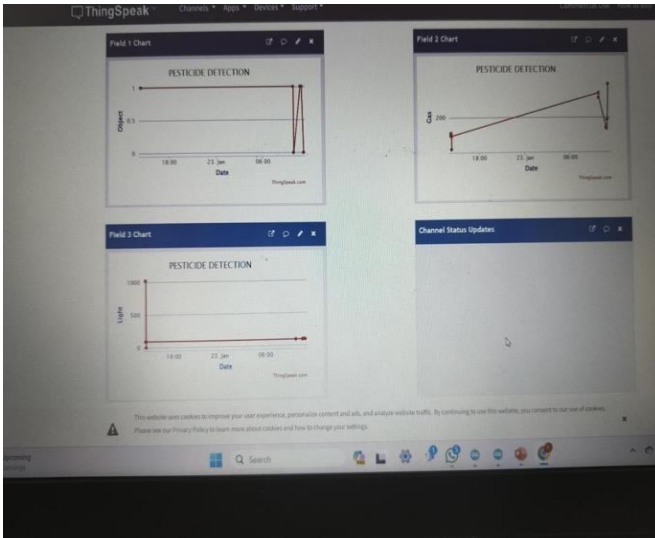 ThingSpeak
Channels Apps Devices Support
Commercial Use How to Buy
Field 1 Chart
PESTICIDE DETECTION
Object
1
0.5
0
18:00 23. Jan 06:00
Date
ThingSpeak.com
Field 2 Chart
PESTICIDE DETECTION
Gas
200
18:00 23. Jan 06:00
Date
ThingSpeak.com
Field 3 Chart
PESTICIDE DETECTION
Light
1000
500
0
18:00 23. Jan 06:00
Date
ThingSpeak.com
Channel Status Updates
This website uses cookies to improve your user experience, personalize content and ads, and analyze website traffic. By continuing to use this website, you consent to our use of cookies.
Please see our Privacy Policy to learn more about cookies and how to change your settings.
Search